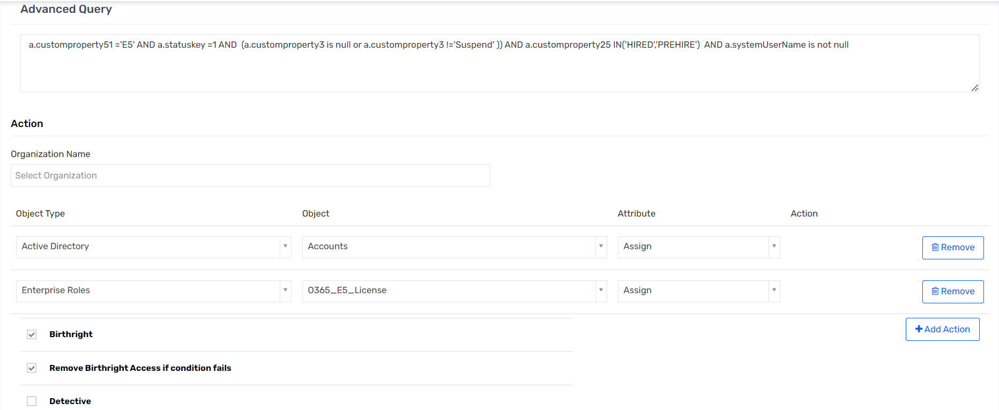 Advanced Query
a.customproperty51 ='E5' AND a.statuskey =1 AND  (a.customproperty3 is null or a.customproperty3 !='Suspend' )) AND a.customproperty25 IN('HIRED','PREHIRE')  AND a.systemUserName is not null
Action
Organization Name
Select Organization
Object Type Object Attribute Action
Active Directory Accounts Assign Remove
Enterprise Roles O365_E5_License Assign Remove
Birthright Add Action
Remove Birthright Access if condition fails
Detective